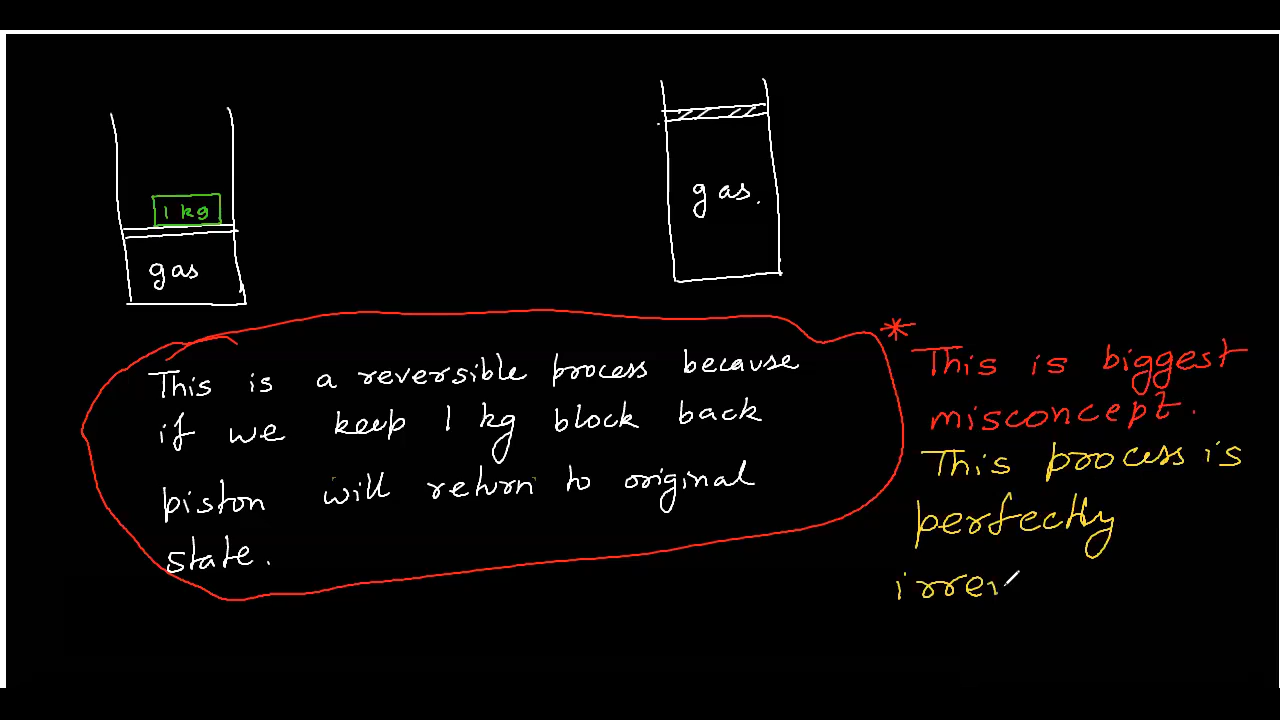 1 kg
gas
gas.
This is a reversible process because
if we keep 1 kg block back
piston will return to original
state.
*
This is biggest
misconcept.
This process is
perfectly